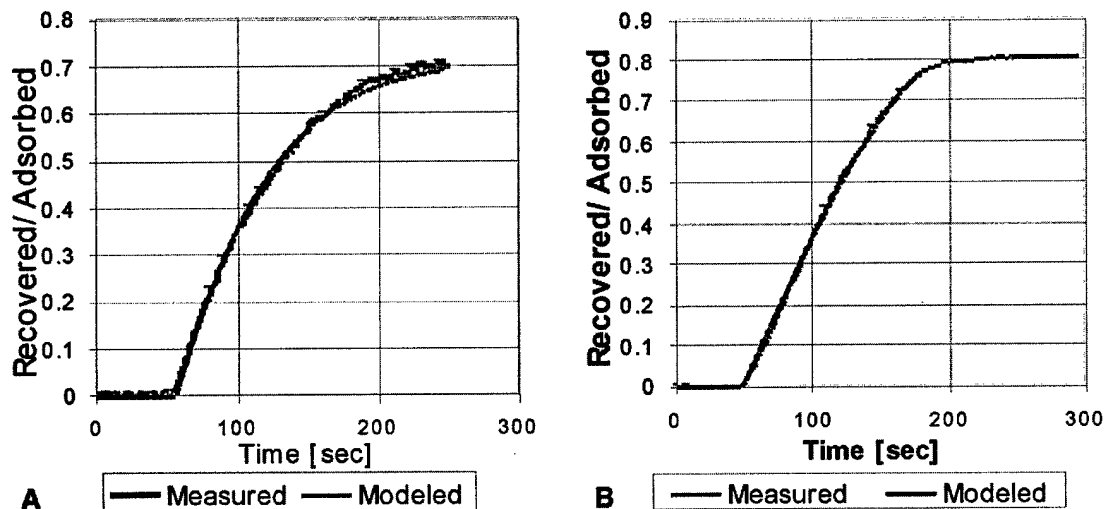 0.8
0.7
0.6
0.5
0.4
0.3
0.2
0.1
0
Recovered/ Adsorbed
0 100 200 300
Time [sec]
A Measured Modeled
0.9
0.8
0.7
0.6
0.5
0.4
0.3
0.2
0.1
0
Recovered/ Adsorbed
0 100 200 300
Time [sec]
B Measured Modeled